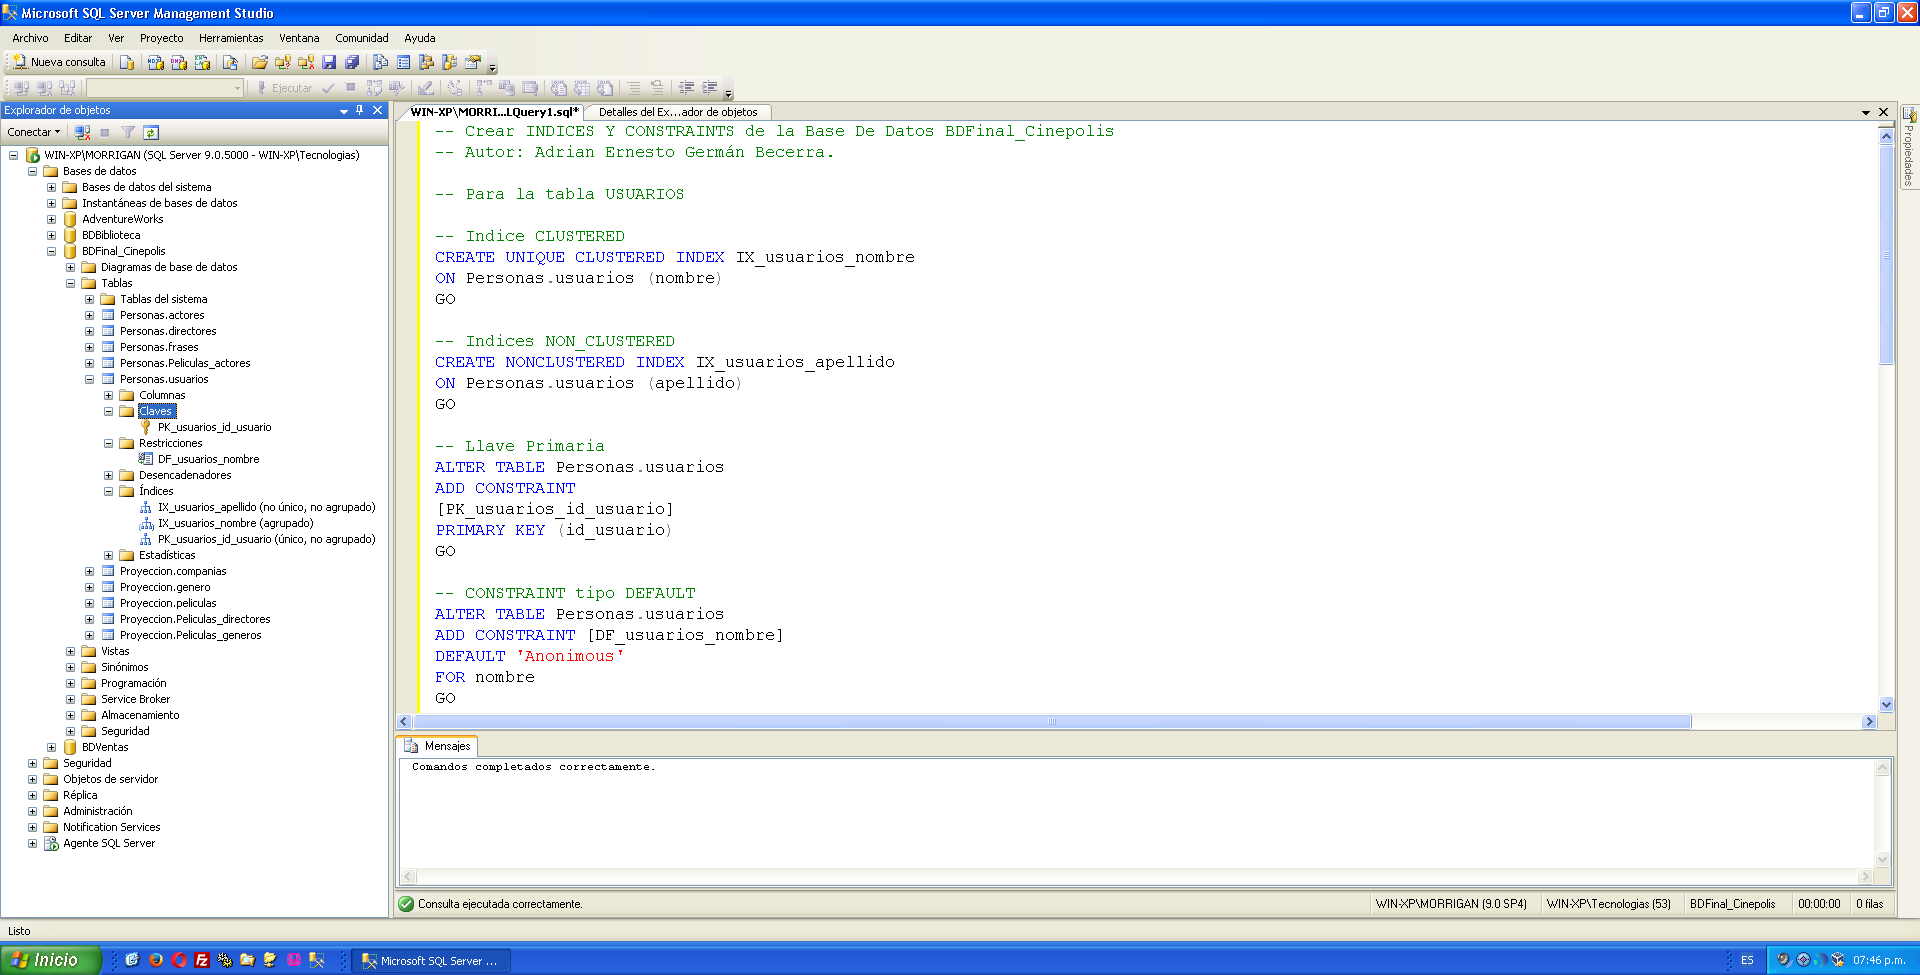 Microsoft SQL Server Management Studio
Archivo Editar Ver Proyecto Herramientas Ventana Comunidad Ayuda
Nueva consulta
Ejecutar
Explorador de objetos
Conectar
WIN-XP\MORRIGAN (SQL Server 9.0.5000 - WIN-XP\Tecnologias)
Bases de datos
Bases de datos del sistema
Instantáneas de bases de datos
AdventureWorks
BDBiblioteca
BDFinal_Cinepolis
Diagramas de base de datos
Tablas
Tablas del sistema
Personas.actores
Personas.directores
Personas.frases
Personas.Peliculas_actores
Personas.usuarios
Columnas
Claves
PK_usuarios_id_usuario
Restricciones
DF_usuarios_nombre
Desencadenadores
Índices
IX_usuarios_apellido (no único, no agrupado)
IX_usuarios_nombre (agrupado)
PK_usuarios_id_usuario (único, no agrupado)
Estadísticas
Proyeccion.companias
Proyeccion.genero
Proyeccion.peliculas
Proyeccion.Peliculas_directores
Proyeccion.Peliculas_generos
Vistas
Sinónimos
Programación
Service Broker
Almacenamiento
Seguridad
BDVentas
Seguridad
Objetos de servidor
Réplica
Administración
Notification Services
Agente SQL Server
WIN-XP\MORRI...LQuery1.sql* Detalles del Ex...ador de objetos
-- Crear INDICES Y CONSTRAINTS de la Base De Datos BDFinal_Cinepolis
-- Autor: Adrian Ernesto Germán Becerra.
-- Para la tabla USUARIOS
-- Indice CLUSTERED
CREATE UNIQUE CLUSTERED INDEX IX_usuarios_nombre
ON Personas.usuarios (nombre)
GO
-- Indices NON_CLUSTERED
CREATE NONCLUSTERED INDEX IX_usuarios_apellido
ON Personas.usuarios (apellido)
GO
-- Llave Primaria
ALTER TABLE Personas.usuarios
ADD CONSTRAINT
[PK_usuarios_id_usuario]
PRIMARY KEY (id_usuario)
GO
-- CONSTRAINT tipo DEFAULT
ALTER TABLE Personas.usuarios
ADD CONSTRAINT [DF_usuarios_nombre]
DEFAULT 'Anonimous'
FOR nombre
GO
Propiedades
Mensajes
Comandos completados correctamente.
Consulta ejecutada correctamente. WIN-XP\MORRIGAN (9.0 SP4) WIN-XP\Tecnologias (53) BDFinal_Cinepolis 00:00:00 0 filas
Listo
Inicio Microsoft SQL Server ... ES 07:46 p.m.